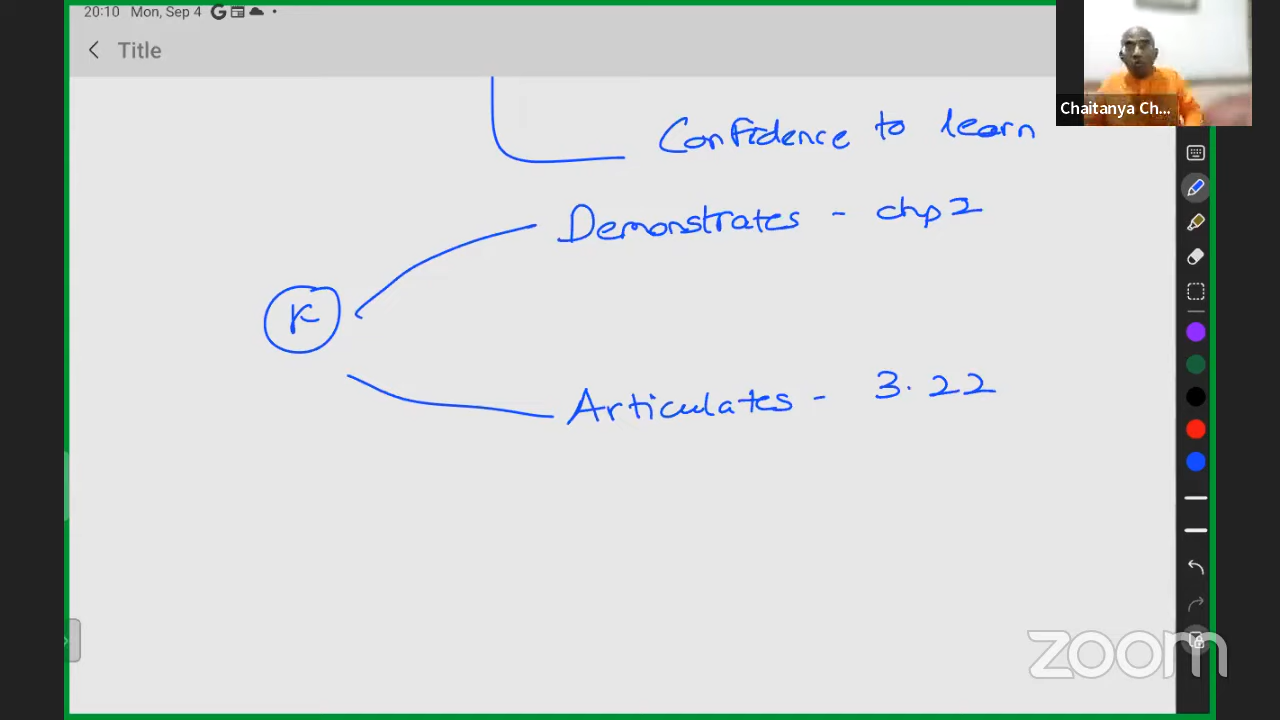 20:10 Mon, Sep 4
Title
Chaitanya Ch...
Confidence to learn
Demonstrates - chp 2
K
Articulates - 3.22
zoom